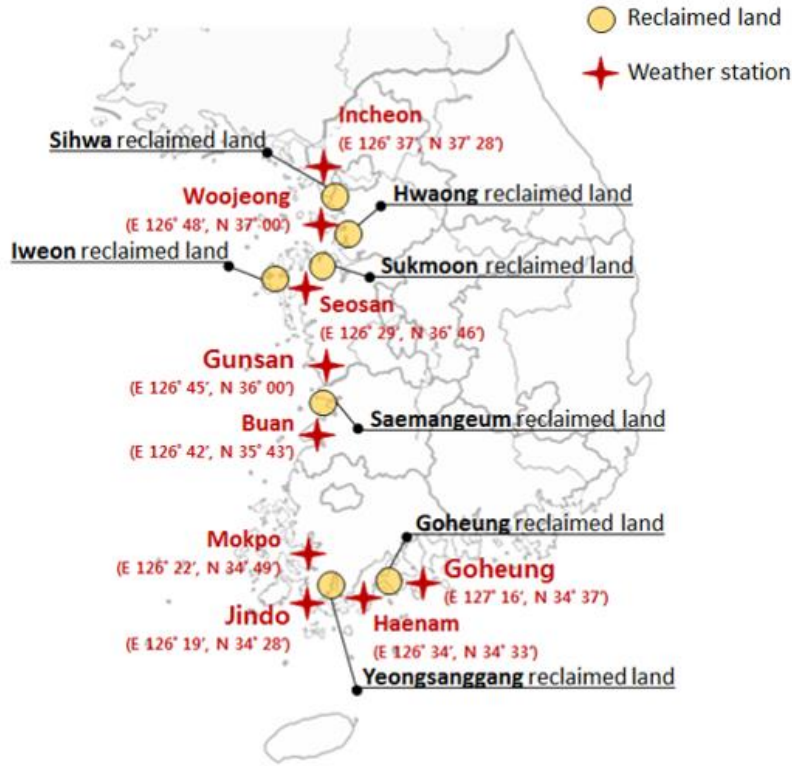 Reclaimed land
Weather station
Incheon
(E 126° 37', N 37° 28')
Sihwa reclaimed land
Woojeong
(E 126° 48', N 37° 00')
Hwaong reclaimed land
Iweon reclaimed land
Sukmoon reclaimed land
Seosan
(E 126° 29', N 36° 46')
Gunsan
(E 126° 45', N 36° 00')
Buan
(E 126° 42', N 35° 43')
Saemangeum reclaimed land
Goheung reclaimed land
Mokpo
(E 126° 22', N 34° 49')
Goheung
(E 127° 16', N 34° 37')
Jindo
(E 126° 19', N 34° 28')
Haenam
(E 126° 34', N 34° 33')
Yeongsanggang reclaimed land